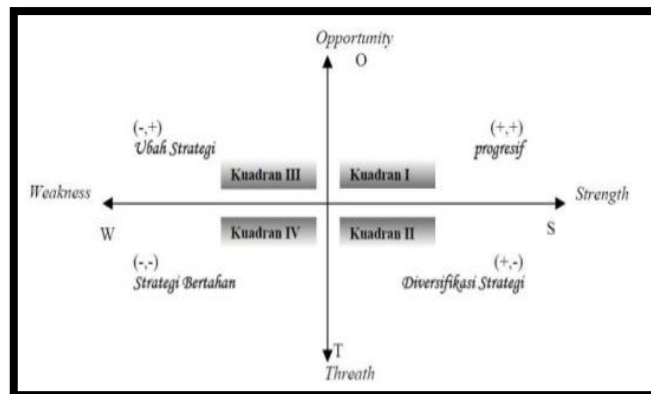 Opportunity
O
(-,+)
Ubah Strategi
(+,+)
progresif
Kuadran III
Kuadran I
Weakness
Strength
W
Kuadran IV
Kuadran II
S
(-,-)
Strategi Bertahan
(+,-)
Diversifikasi Strategi
T
Threath